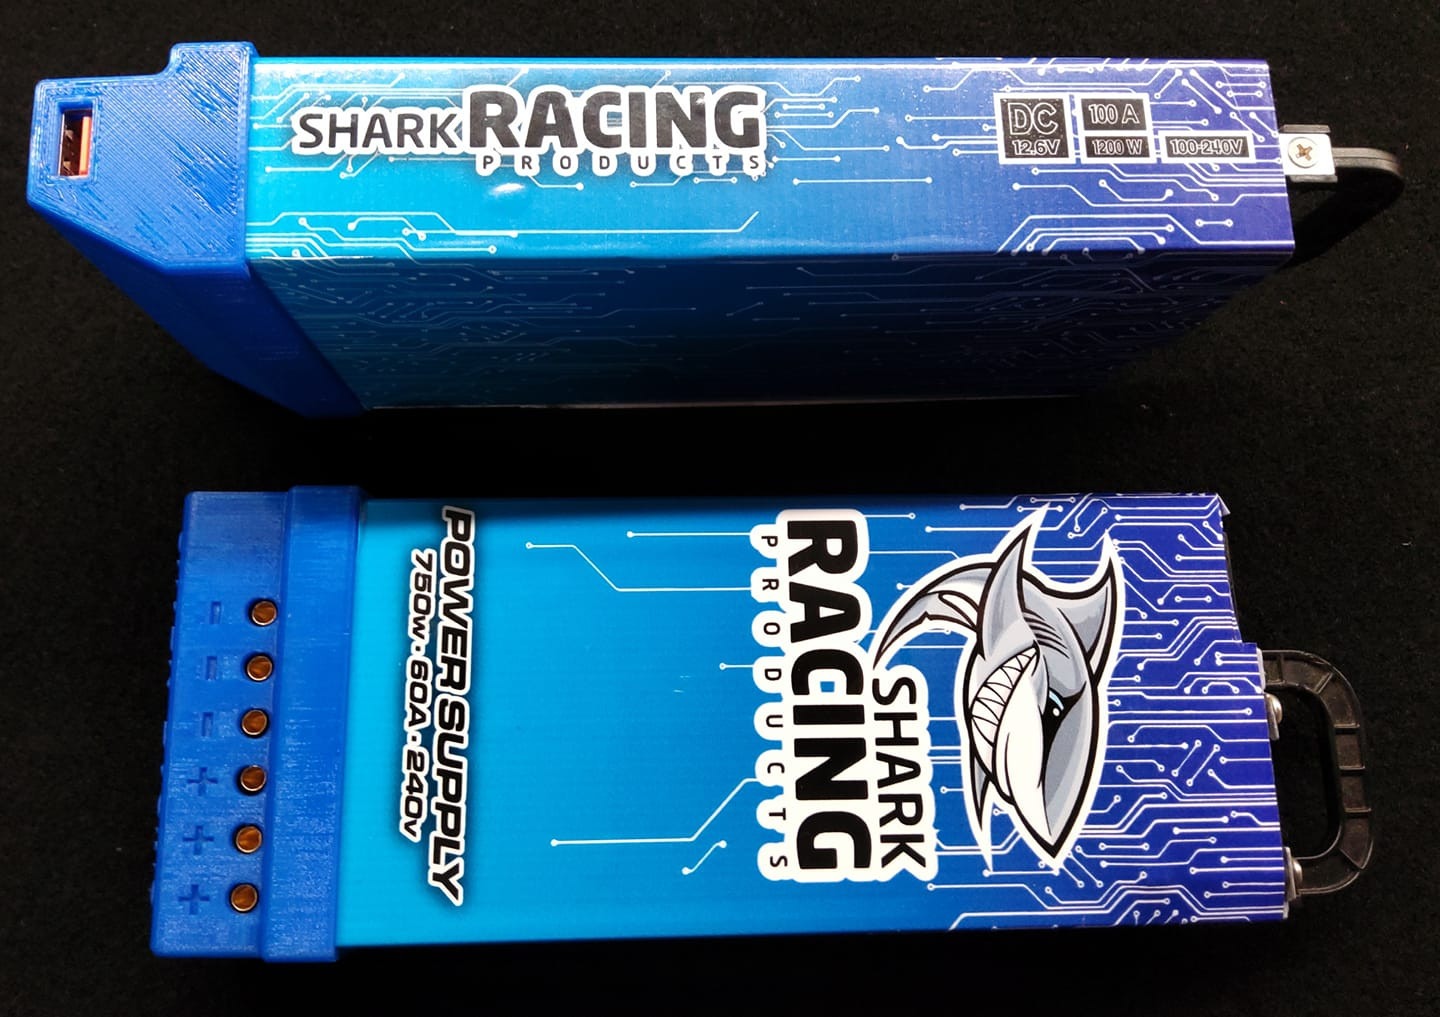 SHARK RACING
PRODUCTS
DC
12.6V
100 A
1200 W
100-240V
POWER SUPPLY
750w·60A·240v
SHARK
RACING
PRODUCTS
-
-
-
+
+
+